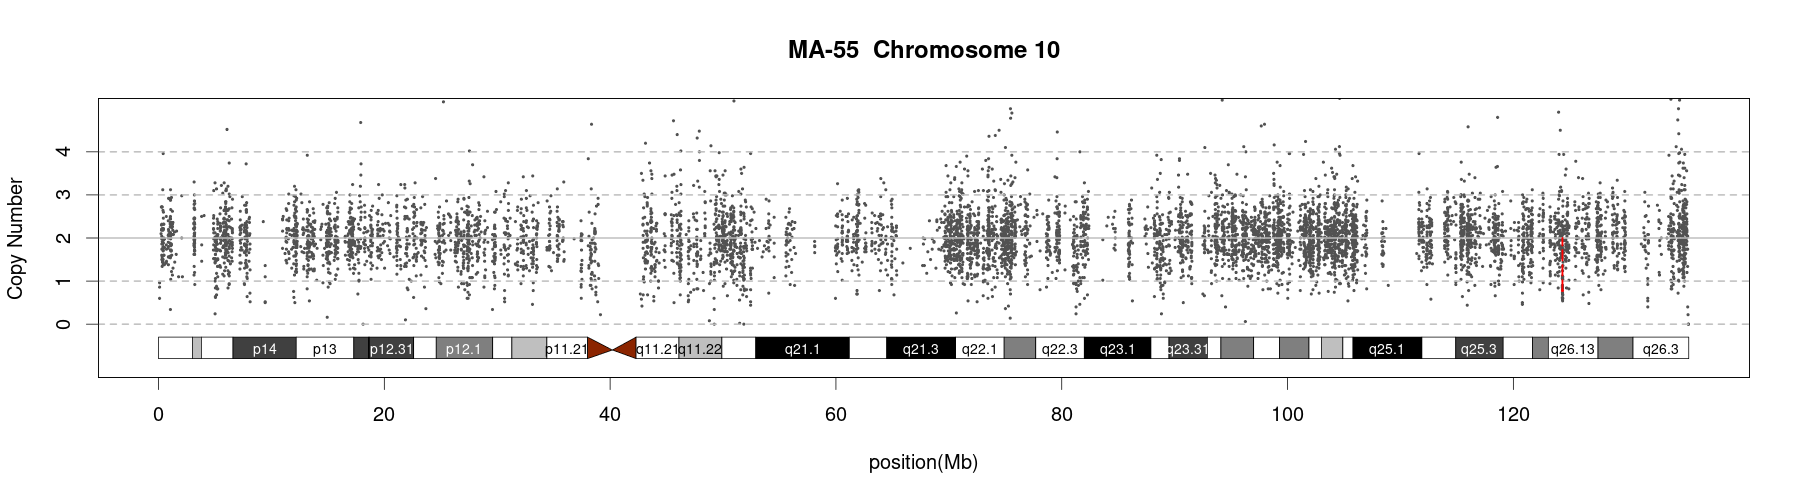 MA-55 Chromosome 10
Copy Number
4
3
2
1
0
p14 p13 p12.31 p12.1 p11.21 q11.21 q11.22 q21.1 q21.3 q22.1 q22.3 q23.1 q23.31 q25.1 q25.3 q26.13 q26.3
0 20 40 60 80 100 120
position(Mb)